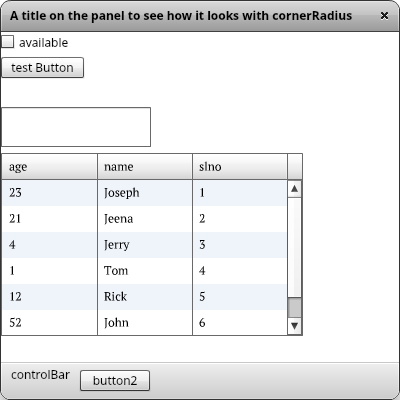 A title on the panel to see how it looks with cornerRadius ×
available
test Button
age name slno
23 Joseph 1
21 Jeena 2
4 Jerry 3
1 Tom 4
12 Rick 5
52 John 6
controlBar button2